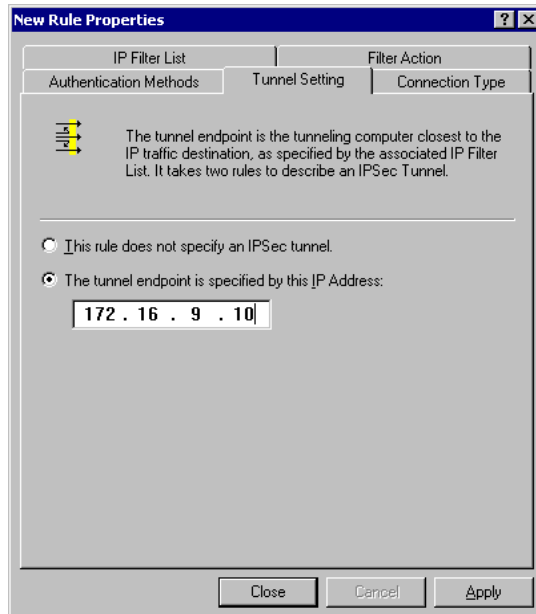 New Rule Properties
IP Filter List
Filter Action
Authentication Methods
Tunnel Setting
Connection Type
The tunnel endpoint is the tunneling computer closest to the
IP traffic destination, as specified by the associated IP Filter
List. It takes two rules to describe an IPSec Tunnel.
This rule does not specify an IPSec tunnel.
The tunnel endpoint is specified by this IP Address:
172 . 16 . 9 . 10
Close
Cancel
Apply